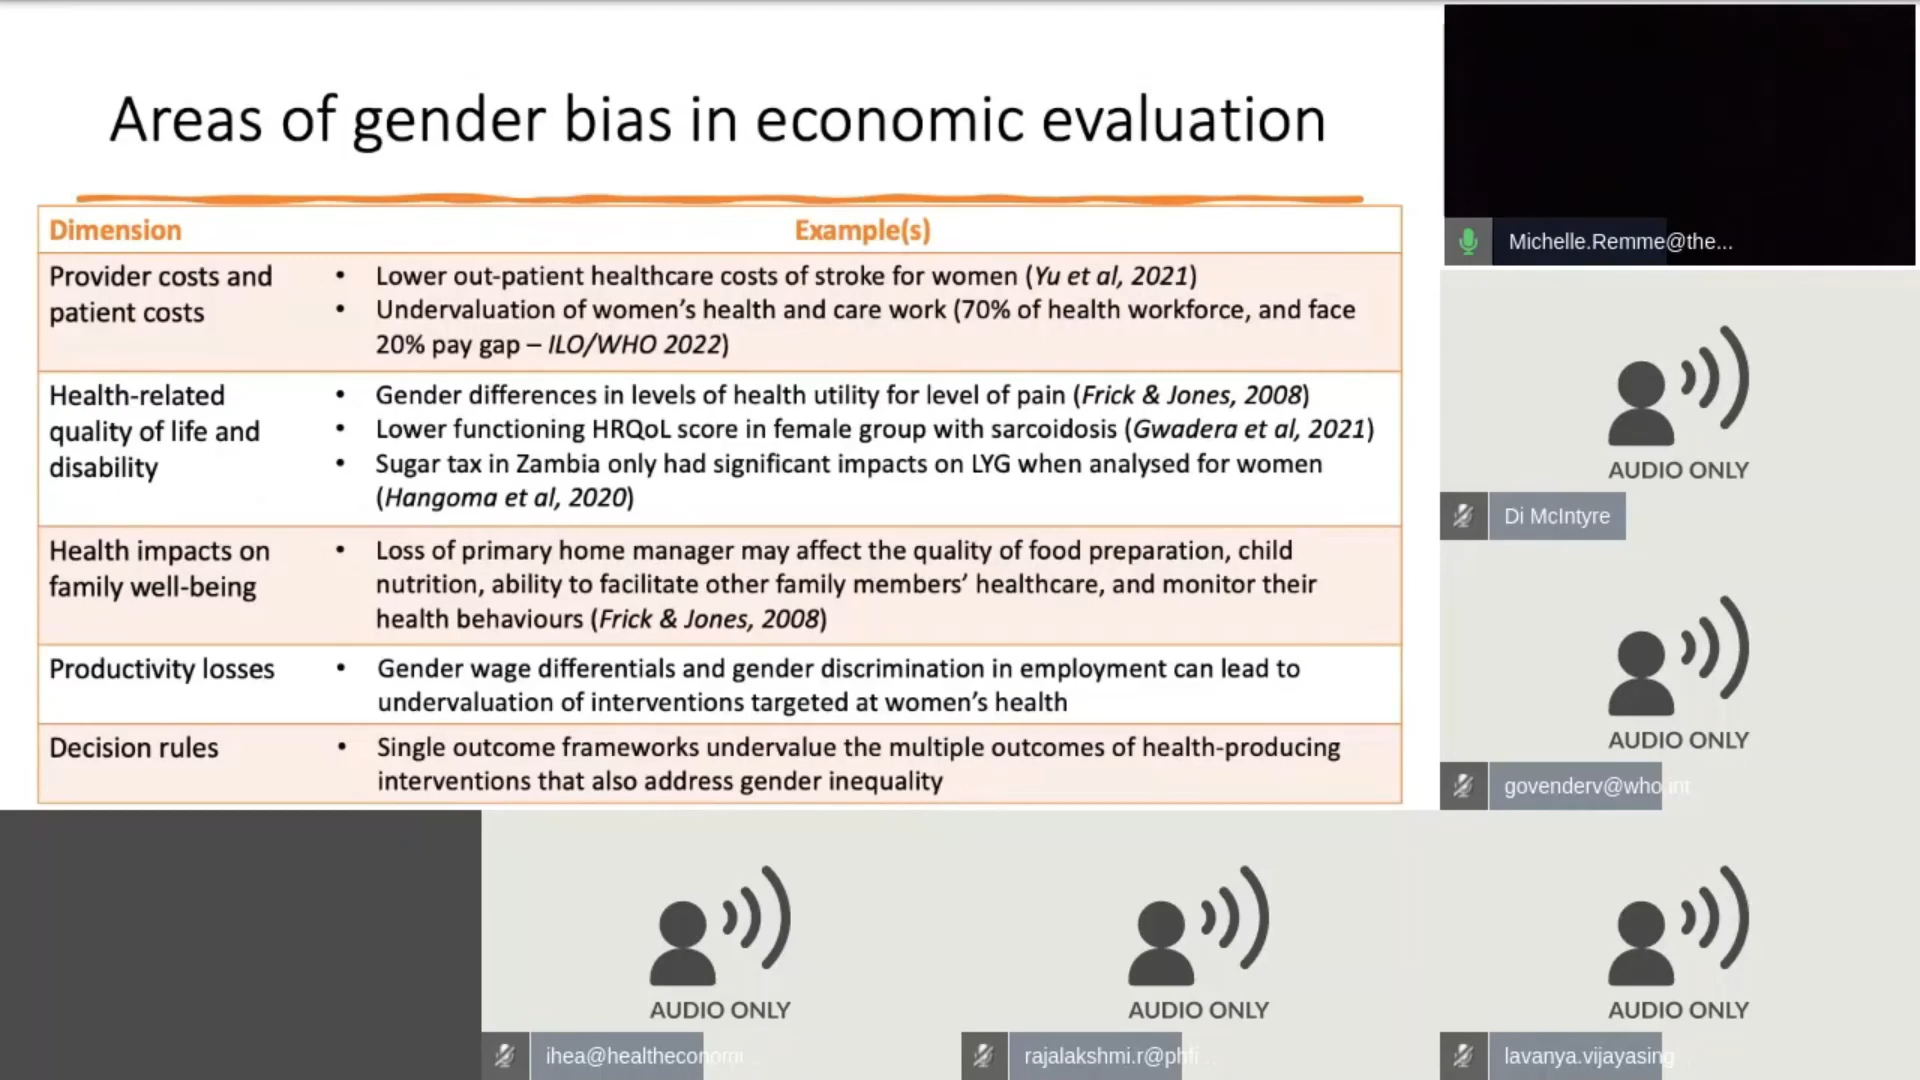 Areas of gender bias in economic evaluation
Dimension
Example(s)
Provider costs and
patient costs
• Lower out-patient healthcare costs of stroke for women (Yu et al, 2021)
• Undervaluation of women's health and care work (70% of health workforce, and face
20% pay gap – ILO/WHO 2022)
Health-related
quality of life and
disability
• Gender differences in levels of health utility for level of pain (Frick & Jones, 2008)
• Lower functioning HRQoL score in female group with sarcoidosis (Gwadera et al, 2021)
• Sugar tax in Zambia only had significant impacts on LYG when analysed for women
(Hangoma et al, 2020)
Health impacts on
family well-being
• Loss of primary home manager may affect the quality of food preparation, child
nutrition, ability to facilitate other family members' healthcare, and monitor their
health behaviours (Frick & Jones, 2008)
Productivity losses
• Gender wage differentials and gender discrimination in employment can lead to
undervaluation of interventions targeted at women's health
Decision rules
• Single outcome frameworks undervalue the multiple outcomes of health-producing
interventions that also address gender inequality
Michelle.Remme@the...
AUDIO ONLY
Di McIntyre
AUDIO ONLY
govenderv@who.int
AUDIO ONLY
ihea@healtheconomi...
AUDIO ONLY
rajalakshmi.r@phfi...
AUDIO ONLY
lavanya.vijayasing